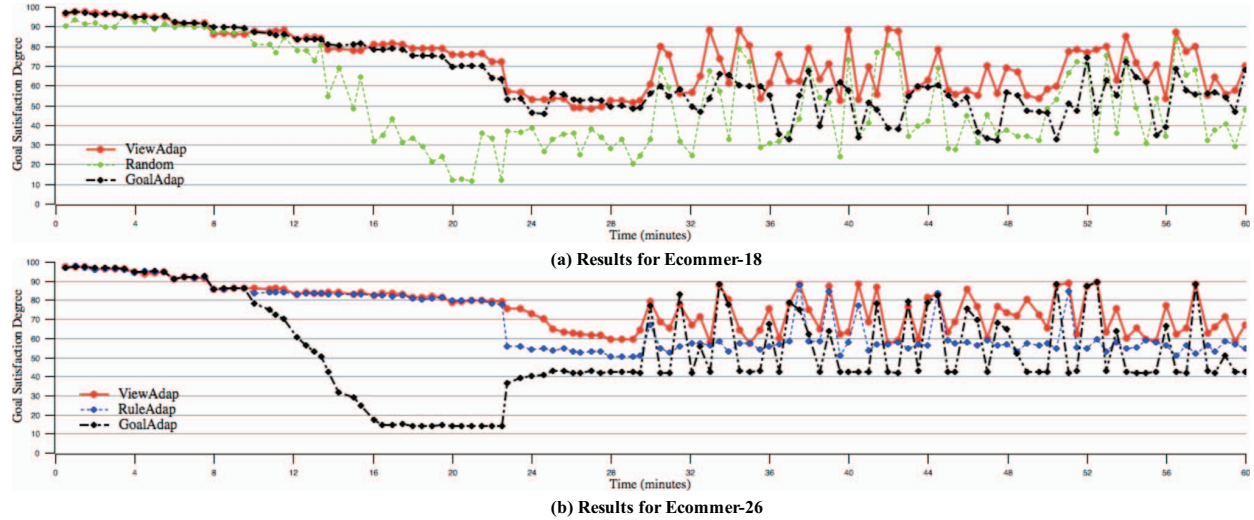 Goal Satisfaction Degree
100
90
80
70
60
50
40
30
20
10
0
ViewAdap
Random
GoalAdap
0 4 8 12 16 20 24 28 32 36 40 44 48 52 56 60
Time (minutes)
(a) Results for Ecommer-18
Goal Satisfaction Degree
100
90
80
70
60
50
40
30
20
10
0
ViewAdap
RuleAdap
GoalAdap
0 4 8 12 16 20 24 28 32 36 40 44 48 52 56 60
Time (minutes)
(b) Results for Ecommer-26